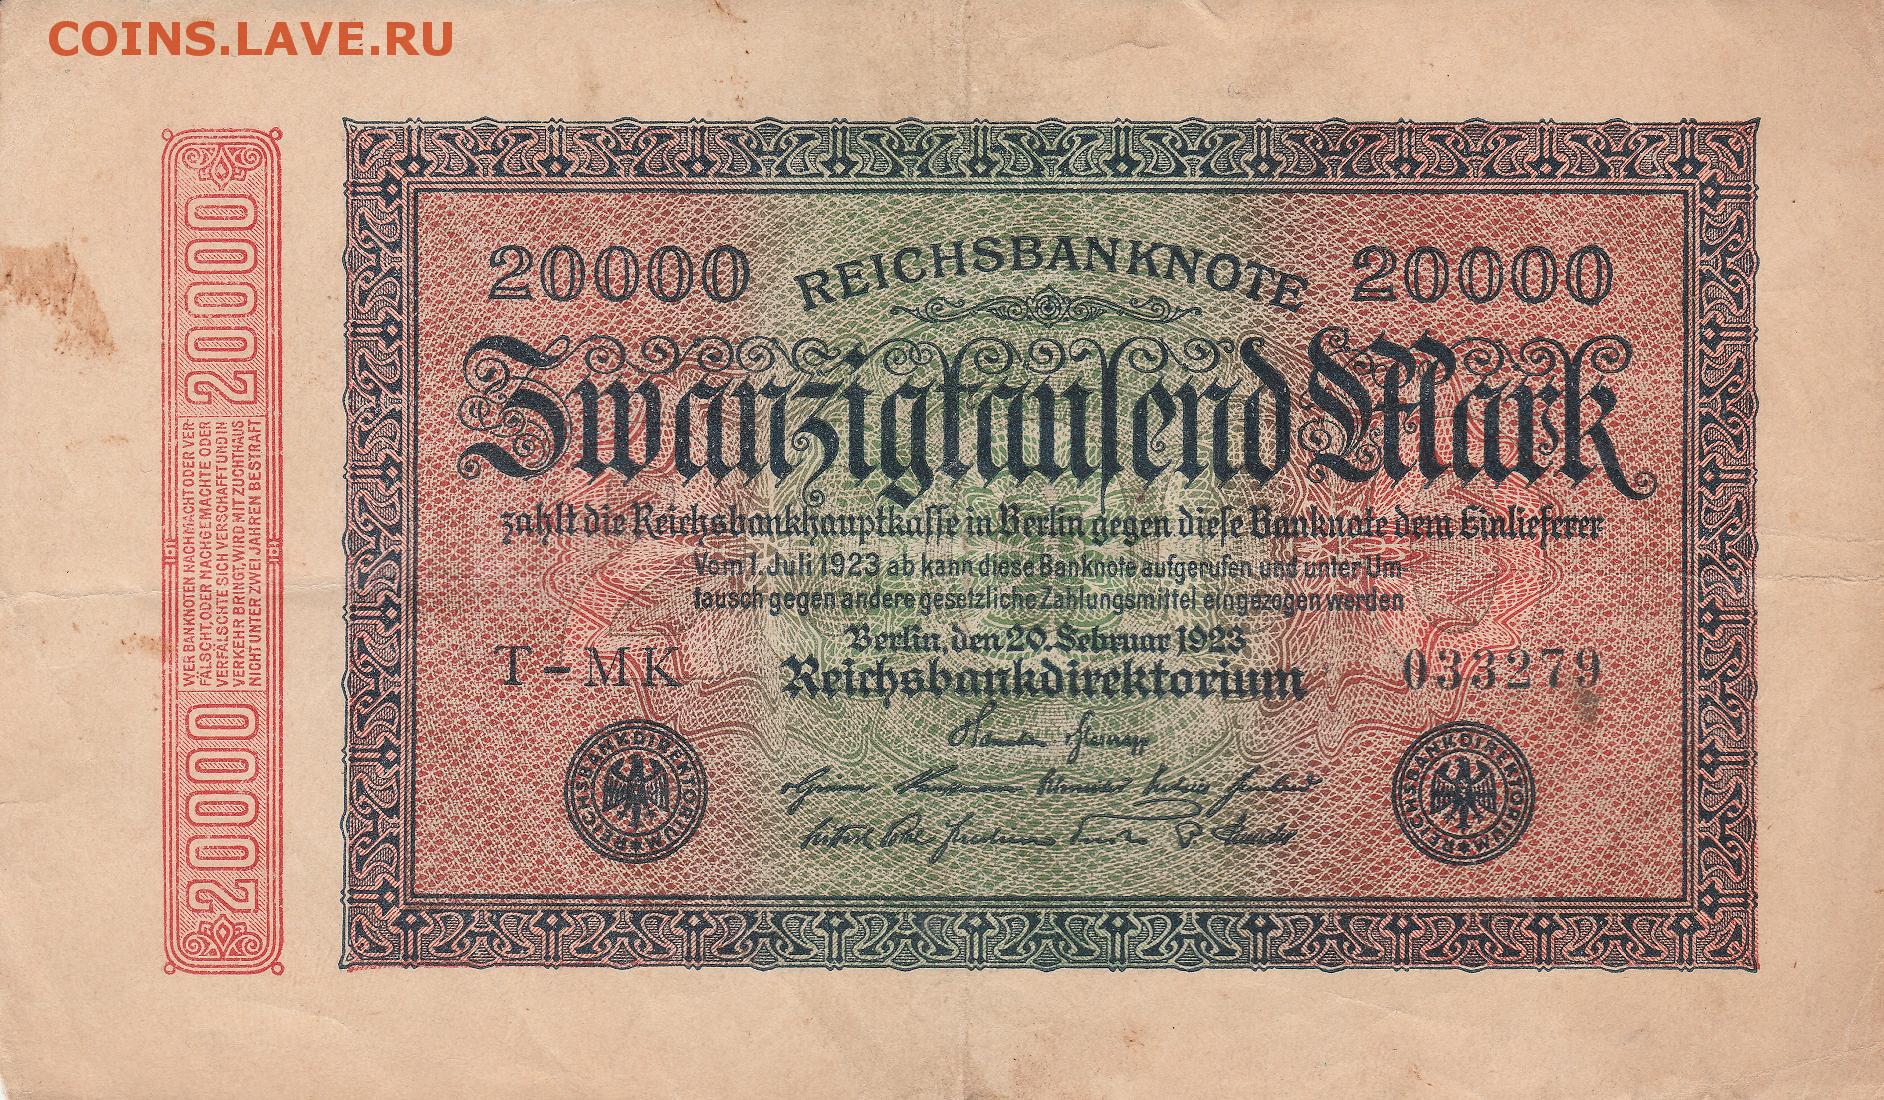 COINS.LAVE.RU
20000
WER BANKNOTEN NACHMACHT ODER VER-
FÄLSCHT, ODER NACHGEMACHTE ODER
VERFÄLSCHTE SICH VERSCHAFFT UND IN
VERKEHR BRINGT, WIRD MIT ZUCHTHAUS
NICHT UNTER ZWEI JAHREN BESTRAFT
20000
20000
REICHSBANKNOTE
20000
Zwanzigtausend Mark
zahlt die Reichsbankhauptkasse in Berlin gegen diese Banknote dem Einlieferer
Vom 1. Juli 1923 ab kann diese Banknote aufgerufen und unter Um-
tausch gegen andere gesetzliche Zahlungsmittel eingezogen werden
Berlin, den 20. Februar 1923
T-MK
Reichsbankdirektorium
033279
REICHSBANKDIREKTORIUM
REICHSBANKDIREKTORIUM